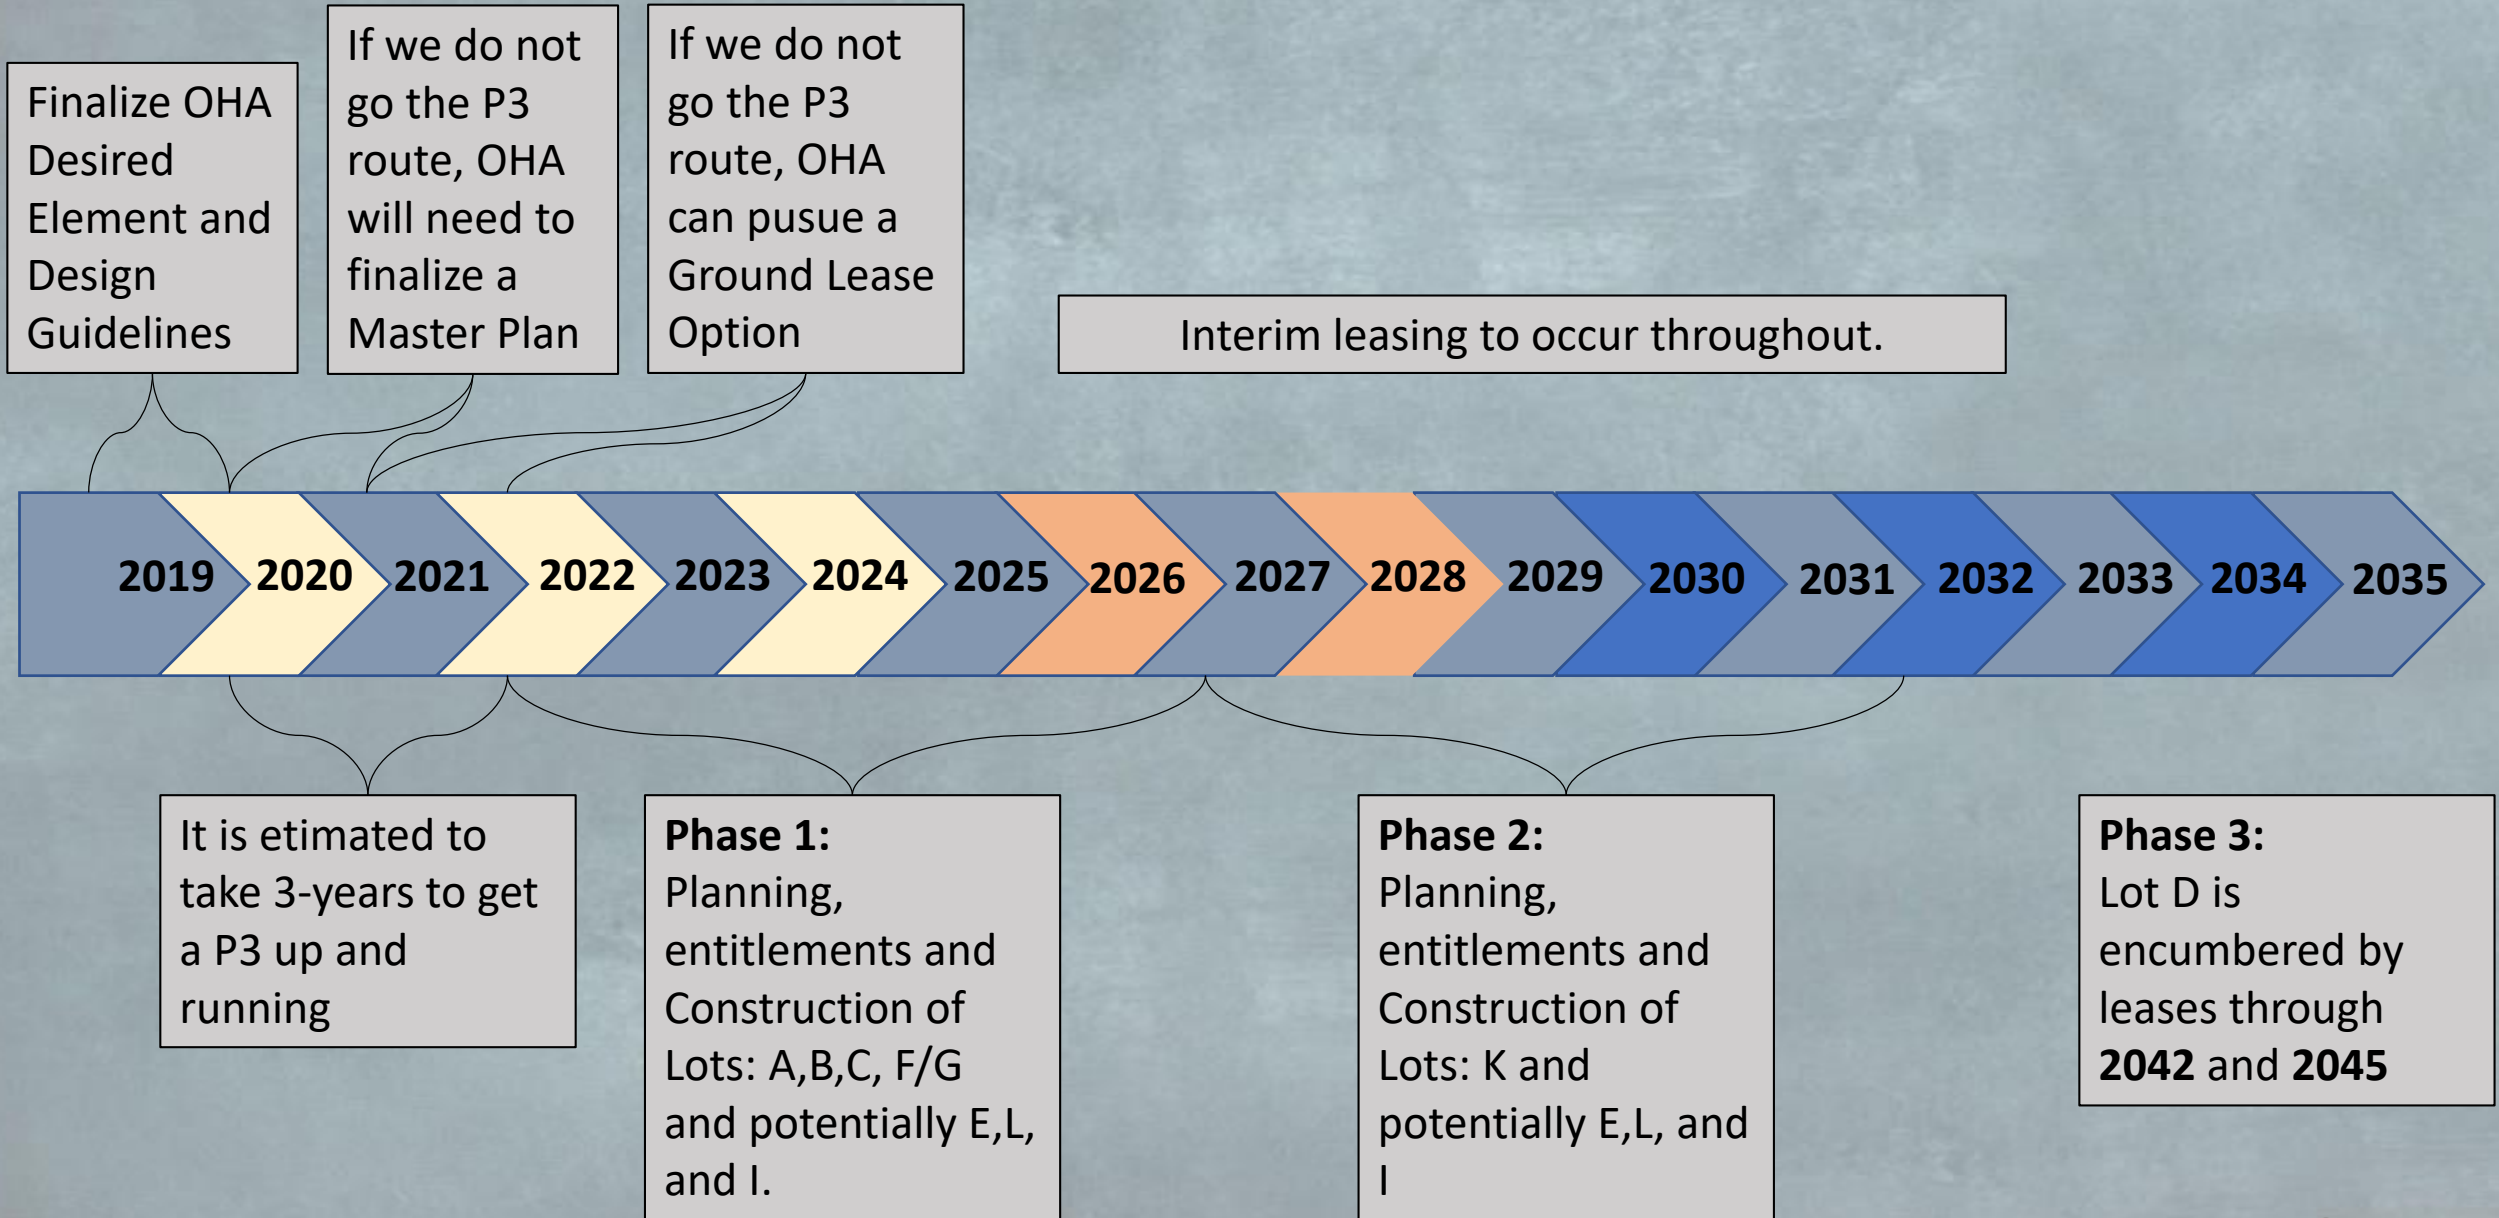 Finalize OHA
Desired
Element and
Design
Guidelines
If we do not
go the P3
route, OHA
will need to
finalize a
Master Plan
If we do not
go the P3
route, OHA
can pusue a
Ground Lease
Option
Interim leasing to occur throughout.
2019 2020 2021 2022 2023 2024 2025 2026 2027 2028 2029 2030 2031 2032 2033 2034 2035
It is etimated to
take 3-years to get
a P3 up and
running
Phase 1:
Planning,
entitlements and
Construction of
Lots: A,B,C, F/G
and potentially E,L,
and I.
Phase 2:
Planning,
entitlements and
Construction of
Lots: K and
potentially E,L, and
I
Phase 3:
Lot D is
encumbered by
leases through
2042 and 2045